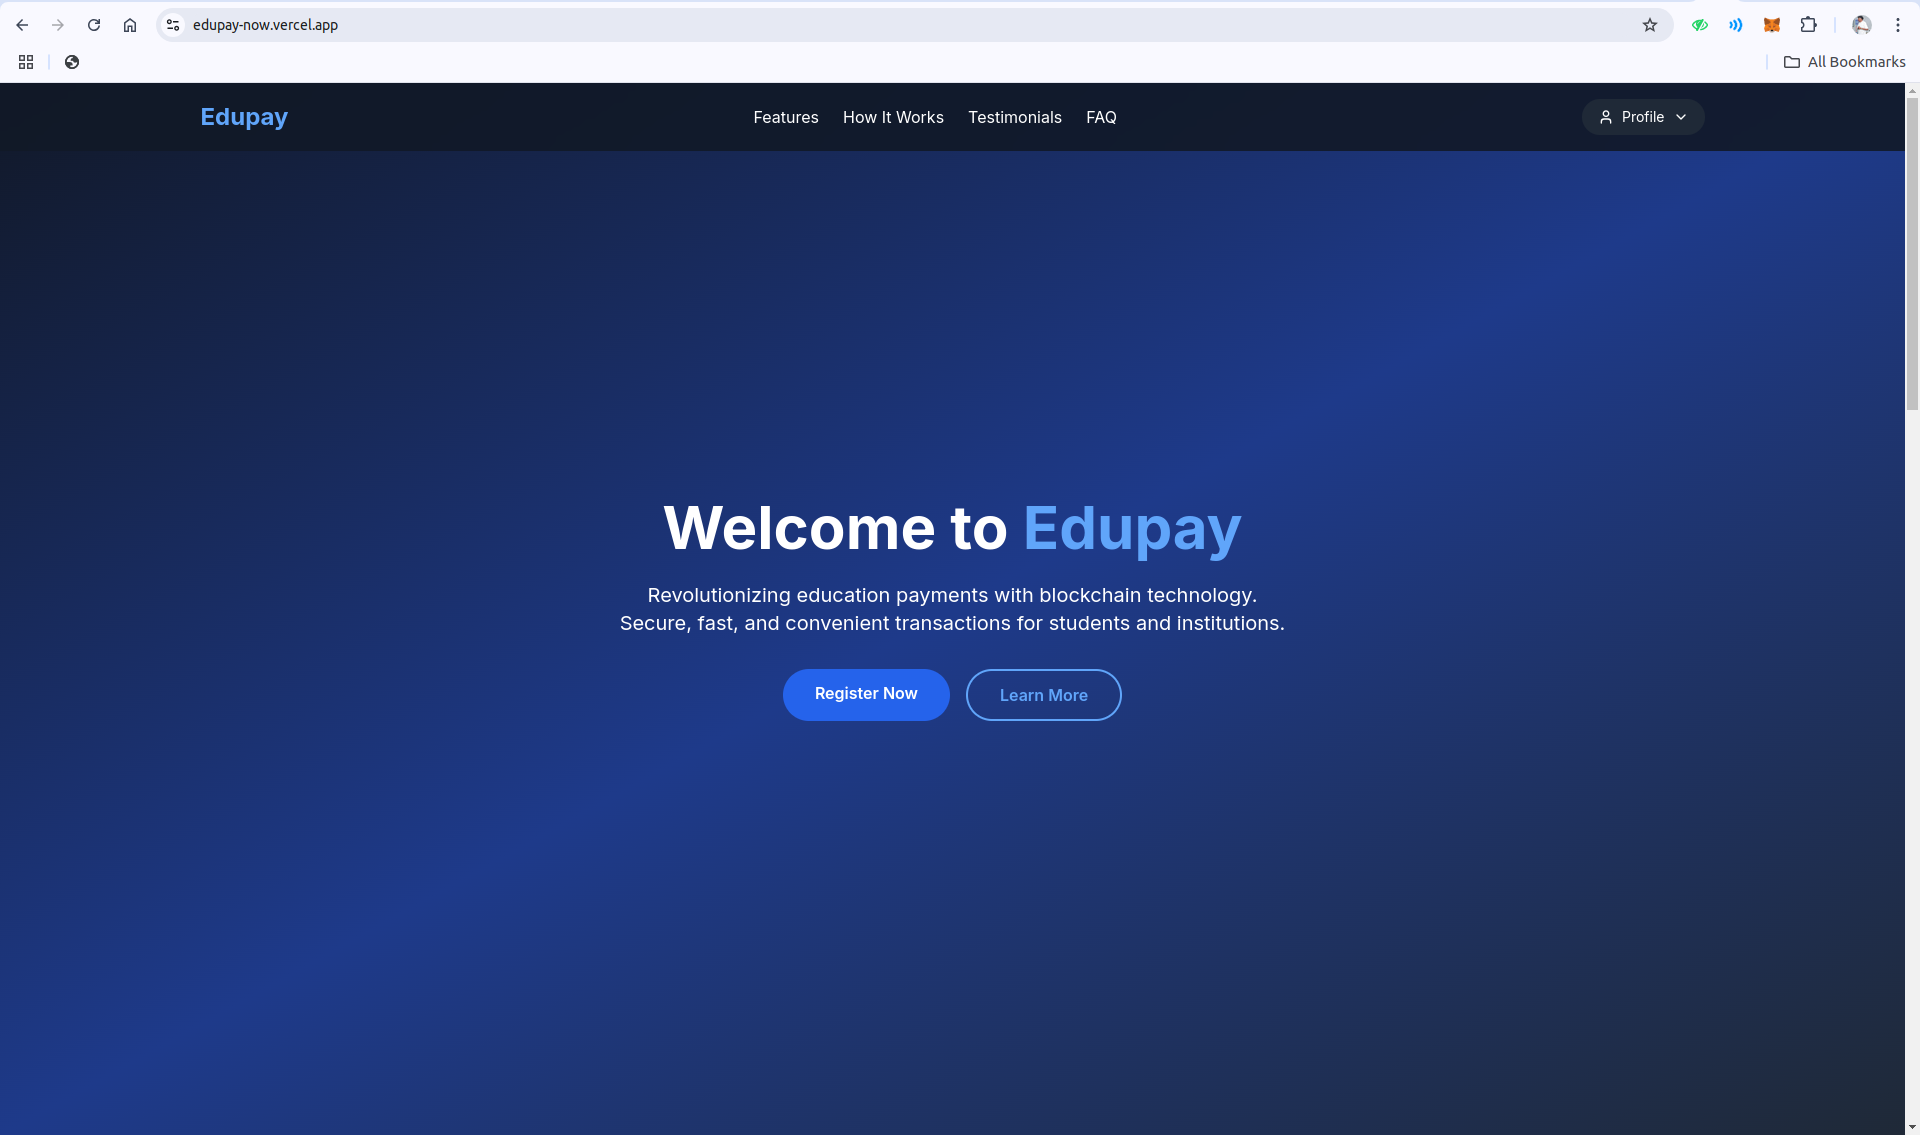 edupay-now.vercel.app
All Bookmarks
Edupay
Features How It Works Testimonials FAQ
Profile
Welcome to Edupay
Revolutionizing education payments with blockchain technology.
Secure, fast, and convenient transactions for students and institutions.
Register Now
Learn More